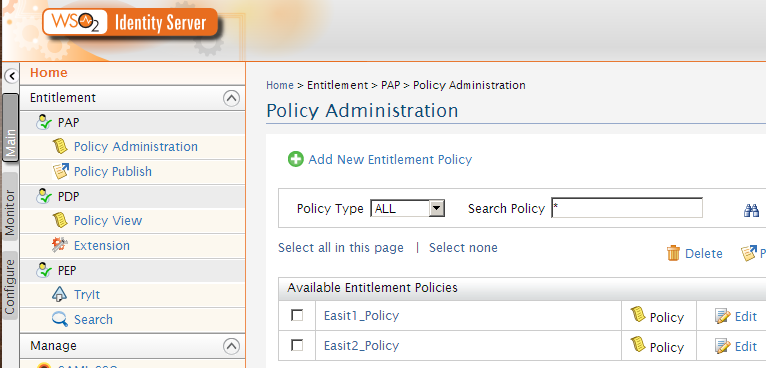 WSO2 Identity Server
Home
Entitlement
PAP
Policy Administration
Policy Publish
PDP
Policy View
Extension
PEP
TryIt
Search
Manage
Main
Monitor
Configure
Home > Entitlement > PAP > Policy Administration
Policy Administration
Add New Entitlement Policy
Policy Type ALL Search Policy *
Select all in this page | Select none
Delete
Available Entitlement Policies
Easit1_Policy Policy Edit
Easit2_Policy Policy Edit